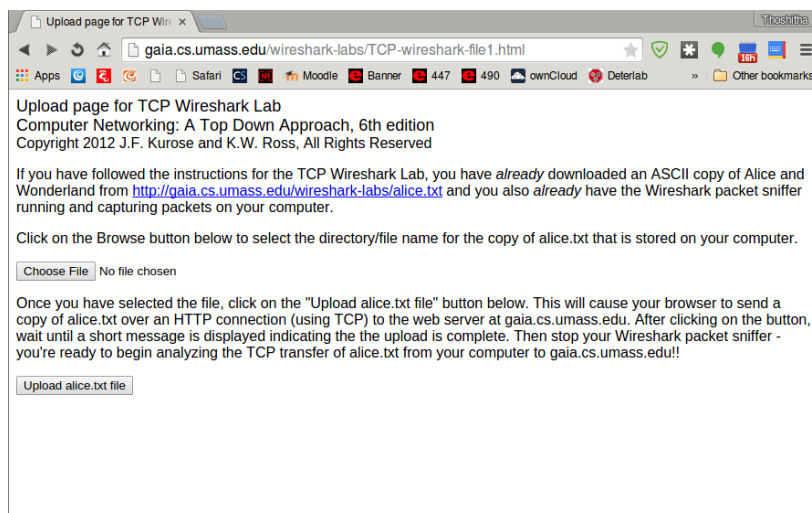 Upload page for TCP Wire
Thoshitha
gaia.cs.umass.edu/wireshark-labs/TCP-wireshark-file1.html
16h
Apps Safari CS Moodle Banner 447 490 ownCloud Deterlab » Other bookmarks
Upload page for TCP Wireshark Lab
Computer Networking: A Top Down Approach, 6th edition
Copyright 2012 J.F. Kurose and K.W. Ross, All Rights Reserved
If you have followed the instructions for the TCP Wireshark Lab, you have already downloaded an ASCII copy of Alice and
Wonderland from http://gaia.cs.umass.edu/wireshark-labs/alice.txt and you also already have the Wireshark packet sniffer
running and capturing packets on your computer.
Click on the Browse button below to select the directory/file name for the copy of alice.txt that is stored on your computer.
Choose File No file chosen
Once you have selected the file, click on the "Upload alice.txt file" button below. This will cause your browser to send a
copy of alice.txt over an HTTP connection (using TCP) to the web server at gaia.cs.umass.edu. After clicking on the button,
wait until a short message is displayed indicating the the upload is complete. Then stop your Wireshark packet sniffer -
you're ready to begin analyzing the TCP transfer of alice.txt from your computer to gaia.cs.umass.edu!!
Upload alice.txt file